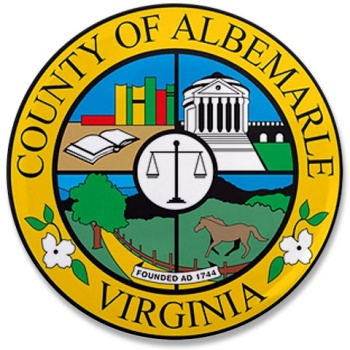 COUNTY OF ALBEMARLE
FOUNDED AD 1744
VIRGINIA